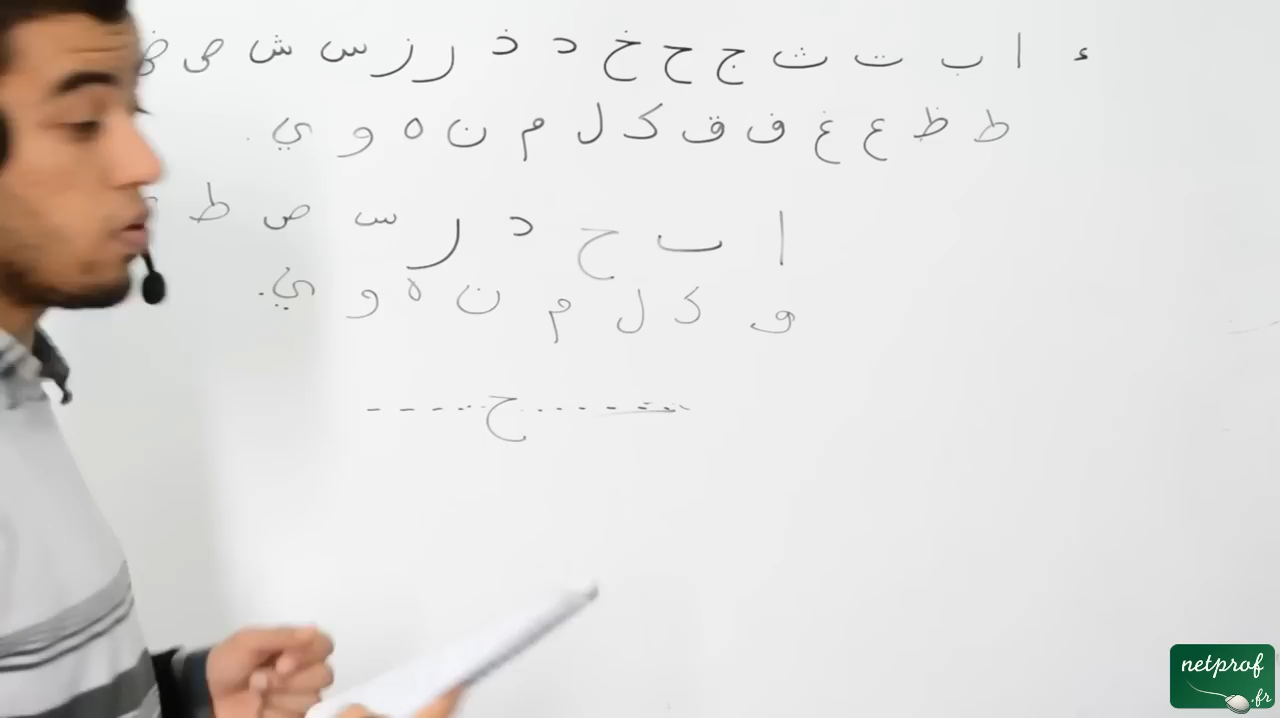 ء ا ب ت ث ج ح خ د ذ ر ز س ش ص ض
ط ظ ع غ ف ق ك ل م ن ه و ي .
ا ٮ ح د ر س ص ط
و ک ل م ن ه و ي .
ح
netprof
.fr